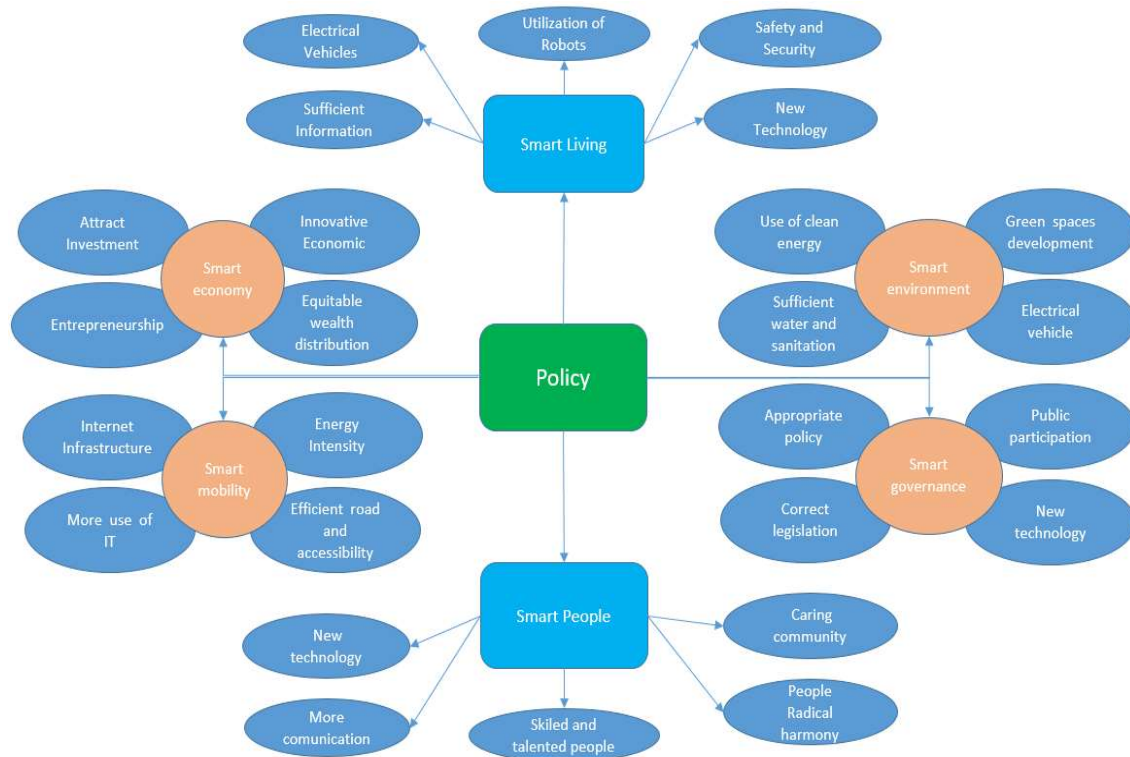 Electrical
Vehicles
Utilization of
Robots
Safety and
Security
Sufficient
Information
Smart Living
New
Technology
Attract
Investment
Innovative
Economic
Smart
economy
Entrepreneurship
Equitable
wealth
distribution
Use of clean
energy
Green spaces
development
Smart
environment
Sufficient
water and
sanitation
Electrical
vehicle
Policy
Internet
Infrastructure
Energy
Intensity
Smart
mobility
More use of
IT
Efficient road
and
accessibility
Appropriate
policy
Public
participation
Smart
governance
Correct
legislation
New
technology
Smart People
New
technology
Caring
community
More
comunication
Skiled and
talented people
People
Radical
harmony